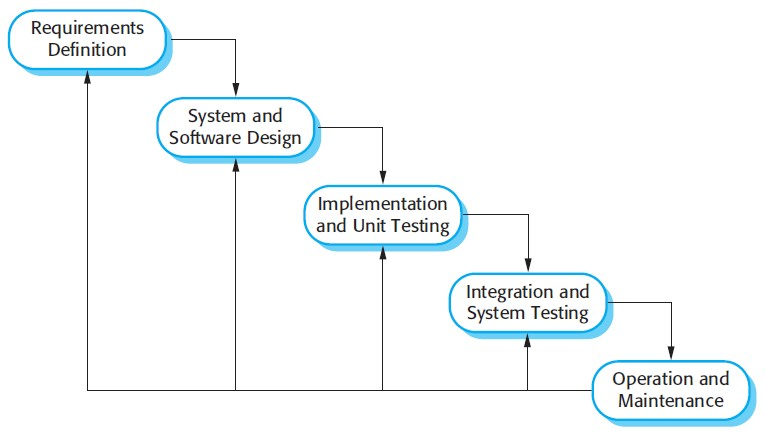 Requirements
Definition
System and
Software Design
Implementation
and Unit Testing
Integration and
System Testing
Operation and
Maintenance